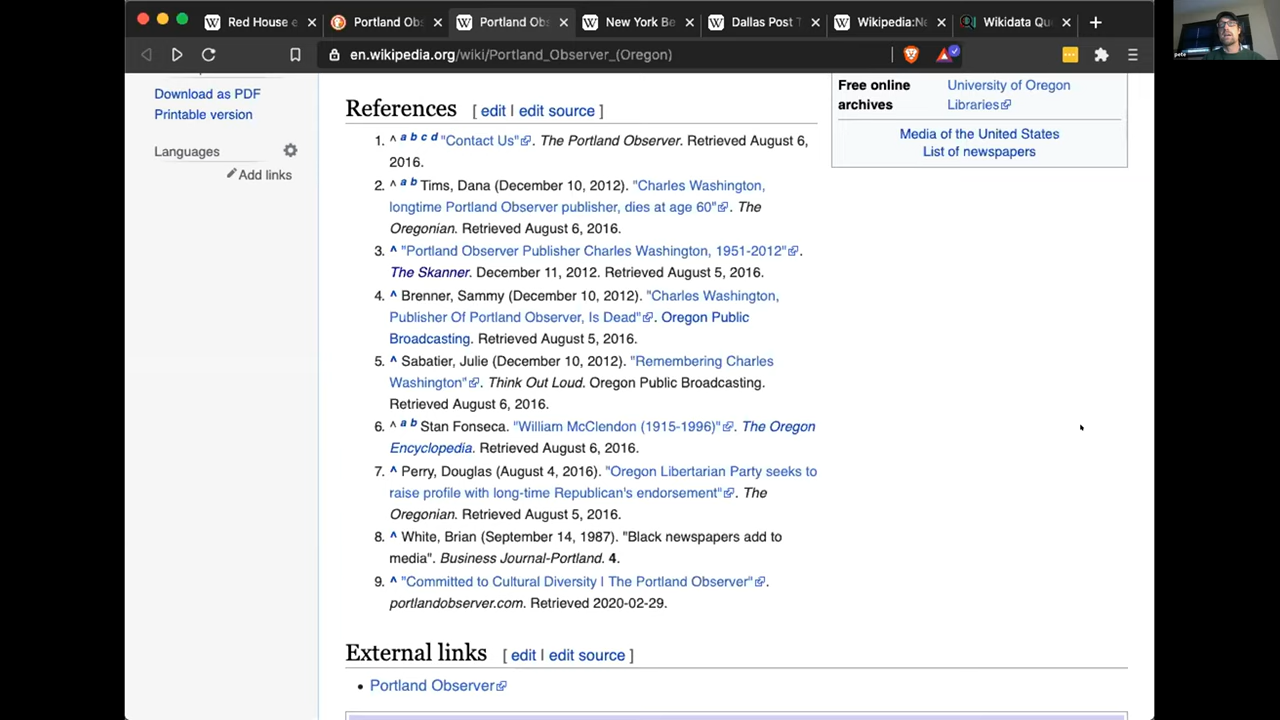 Red House e
Portland Obs
Portland Obs
New York Be
Dallas Post T
Wikipedia:Ne
Wikidata Qu
en.wikipedia.org/wiki/Portland_Observer_(Oregon)
Download as PDF
Printable version
Languages
Add links
References [ edit | edit source ]
1. ^ a b c d "Contact Us". The Portland Observer. Retrieved August 6,
2016.
2. ^ a b Tims, Dana (December 10, 2012). "Charles Washington,
longtime Portland Observer publisher, dies at age 60". The
Oregonian. Retrieved August 6, 2016.
3. ^ "Portland Observer Publisher Charles Washington, 1951-2012".
The Skanner. December 11, 2012. Retrieved August 5, 2016.
4. ^ Brenner, Sammy (December 10, 2012). "Charles Washington,
Publisher Of Portland Observer, Is Dead". Oregon Public
Broadcasting. Retrieved August 5, 2016.
5. ^ Sabatier, Julie (December 10, 2012). "Remembering Charles
Washington". Think Out Loud. Oregon Public Broadcasting.
Retrieved August 6, 2016.
6. ^ a b Stan Fonseca. "William McClendon (1915-1996)". The Oregon
Encyclopedia. Retrieved August 6, 2016.
7. ^ Perry, Douglas (August 4, 2016). "Oregon Libertarian Party seeks to
raise profile with long-time Republican's endorsement". The
Oregonian. Retrieved August 5, 2016.
8. ^ White, Brian (September 14, 1987). "Black newspapers add to
media". Business Journal-Portland. 4.
9. ^ "Committed to Cultural Diversity | The Portland Observer".
portlandobserver.com. Retrieved 2020-02-29.
External links [ edit | edit source ]
• Portland Observer
Free online
archives
University of Oregon
Libraries
Media of the United States
List of newspapers
pete